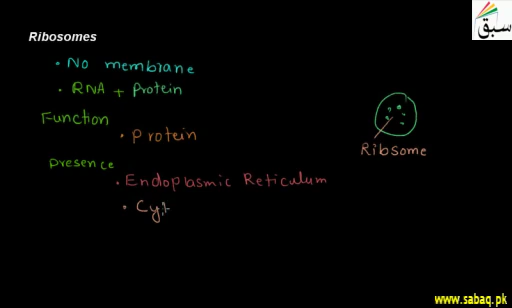 سبق
Ribosomes
• No membrane
• RNA + Protein
Function
• Protein
Presence
• Endoplasmic Reticulum
• Cyt
Ribsome
www.sabaq.pk